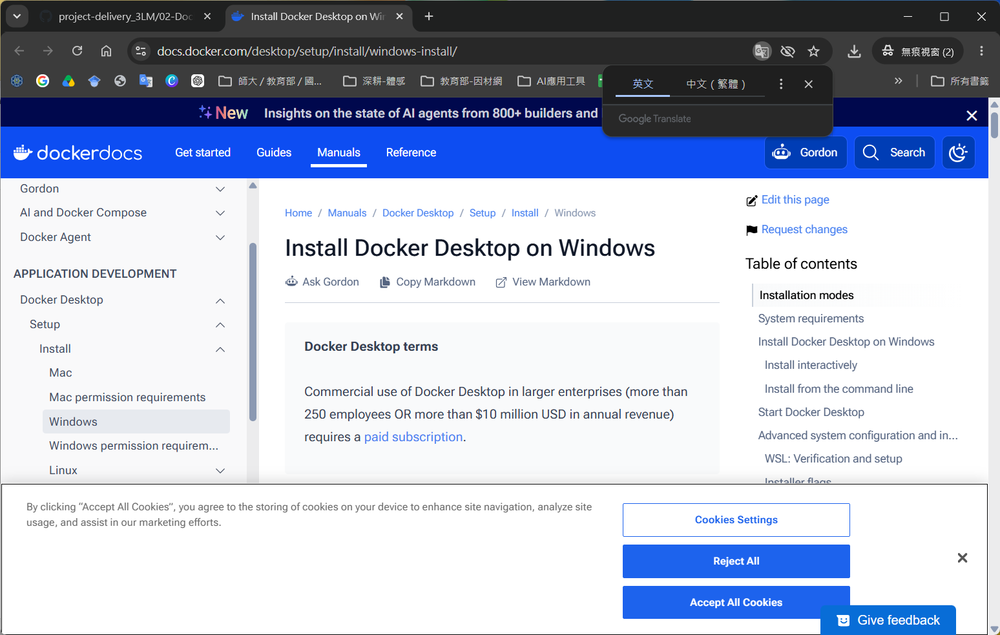 project-delivery_3LM/02-Doc
Install Docker Desktop on Win
docs.docker.com/desktop/setup/install/windows-install/
無痕視窗 (2)
師大 / 教育部 / 國...
深耕-體感
教育部-因材網
AI應用工具
所有書籤
英文
中文 ( 繁體 )
Google Translate
New
Insights on the state of AI agents from 800+ builders and
dockerdocs
Get started
Guides
Manuals
Reference
Gordon
Search
Gordon
AI and Docker Compose
Docker Agent
APPLICATION DEVELOPMENT
Docker Desktop
Setup
Install
Mac
Mac permission requirements
Windows
Windows permission requirem...
Linux
Home / Manuals / Docker Desktop / Setup / Install / Windows
Install Docker Desktop on Windows
Ask Gordon
Copy Markdown
View Markdown
Docker Desktop terms
Commercial use of Docker Desktop in larger enterprises (more than
250 employees OR more than $10 million USD in annual revenue)
requires a paid subscription.
Edit this page
Request changes
Table of contents
Installation modes
System requirements
Install Docker Desktop on Windows
Install interactively
Install from the command line
Start Docker Desktop
Advanced system configuration and in...
WSL: Verification and setup
Installer flags
By clicking “Accept All Cookies”, you agree to the storing of cookies on your device to enhance site navigation, analyze site
usage, and assist in our marketing efforts.
Cookies Settings
Reject All
Accept All Cookies
Give feedback